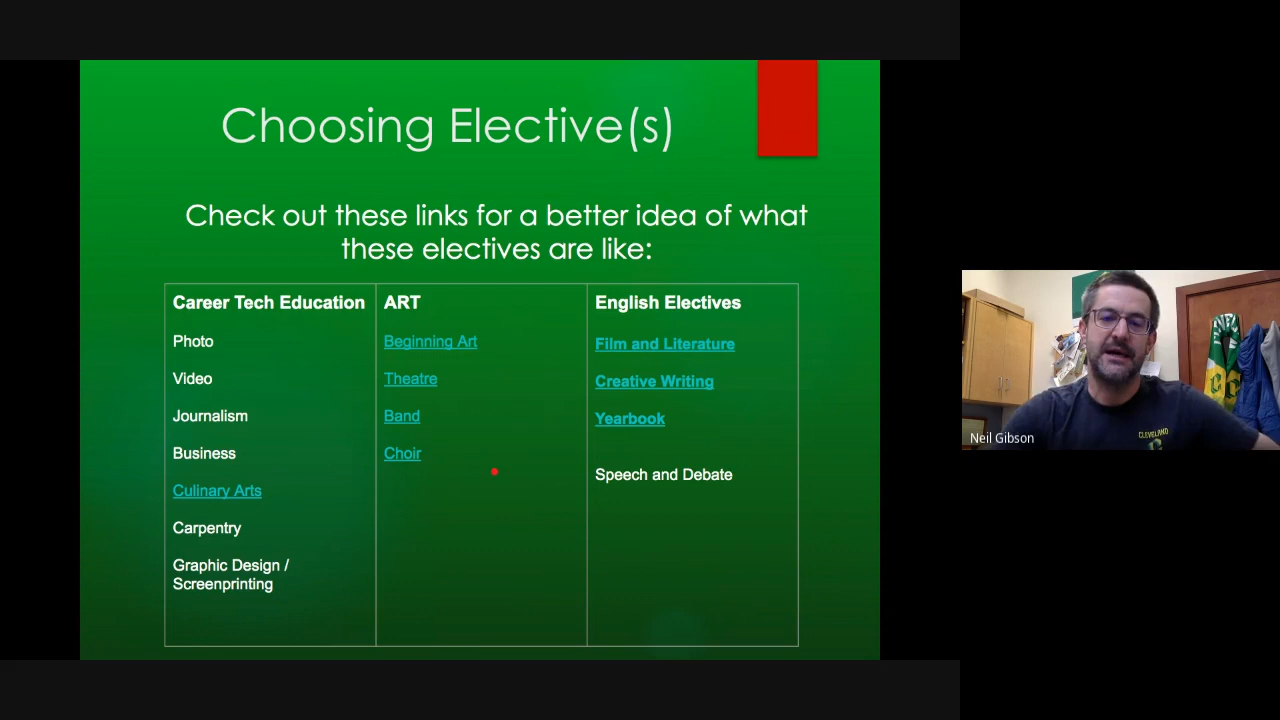 Choosing Elective(s)
Check out these links for a better idea of what
these electives are like:
Career Tech Education
Photo
Video
Journalism
Business
Culinary Arts
Carpentry
Graphic Design /
Screenprinting
ART
Beginning Art
Theatre
Band
Choir
English Electives
Film and Literature
Creative Writing
Yearbook
Speech and Debate
Neil Gibson
CLEVELAND